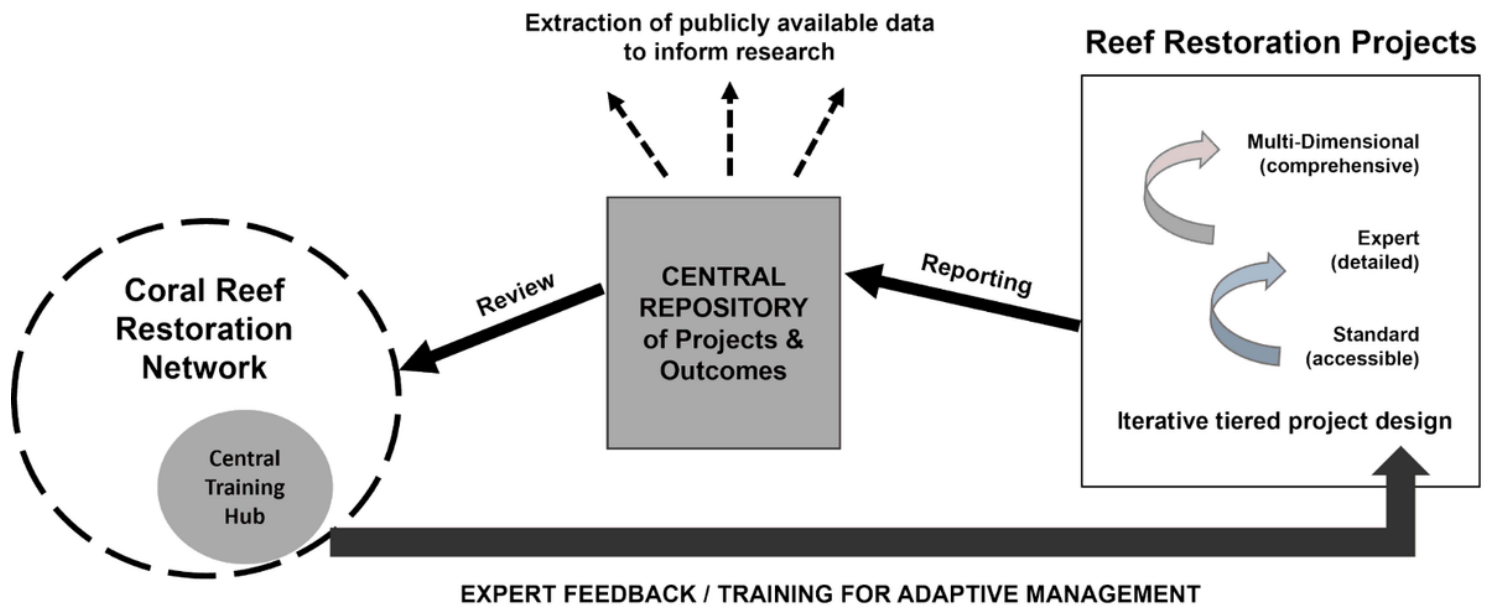 Extraction of publicly available data
to inform research
Reef Restoration Projects
Multi-Dimensional
(comprehensive)
Expert
(detailed)
Standard
(accessible)
Iterative tiered project design
Reporting
CENTRAL
REPOSITORY
of Projects &
Outcomes
Review
Coral Reef
Restoration
Network
Central
Training
Hub
EXPERT FEEDBACK / TRAINING FOR ADAPTIVE MANAGEMENT